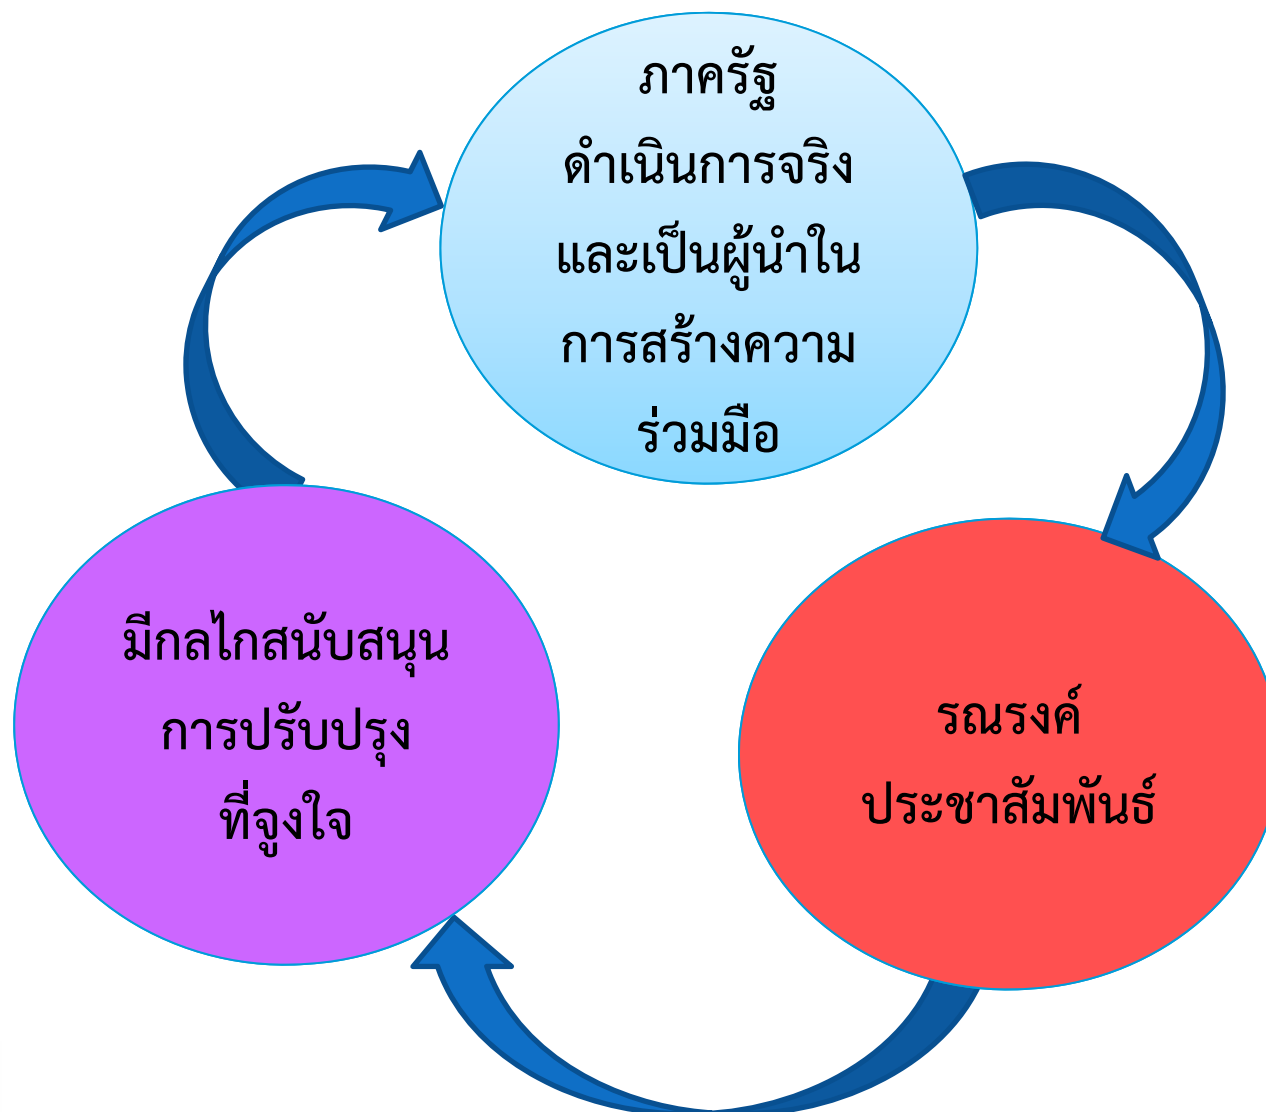 ภาครัฐ
ดำเนินการจริง
และเป็นผู้นำใน
การสร้างความ
ร่วมมือ
รณรงค์
ประชาสัมพันธ์
มีกลไกสนับสนุน
การปรับปรุง
ที่จูงใจ